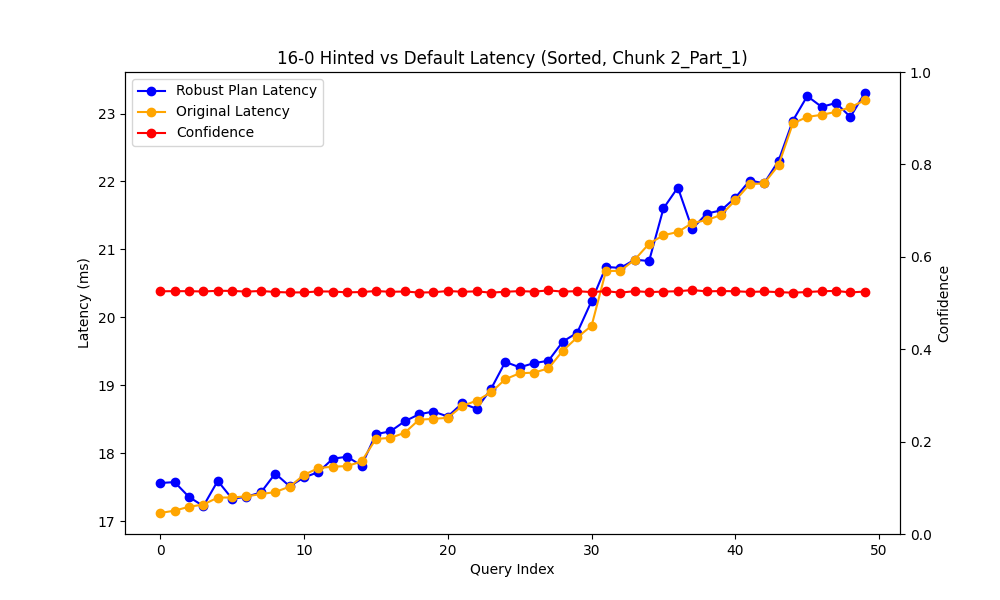 16-0 Hinted vs Default Latency (Sorted, Chunk 2_Part_1)
Robust Plan Latency
Original Latency
Confidence
Latency (ms)
23
22
21
20
19
18
17
1.0
0.8
0.6
0.4
0.2
0.0
Confidence
0 10 20 30 40 50
Query Index